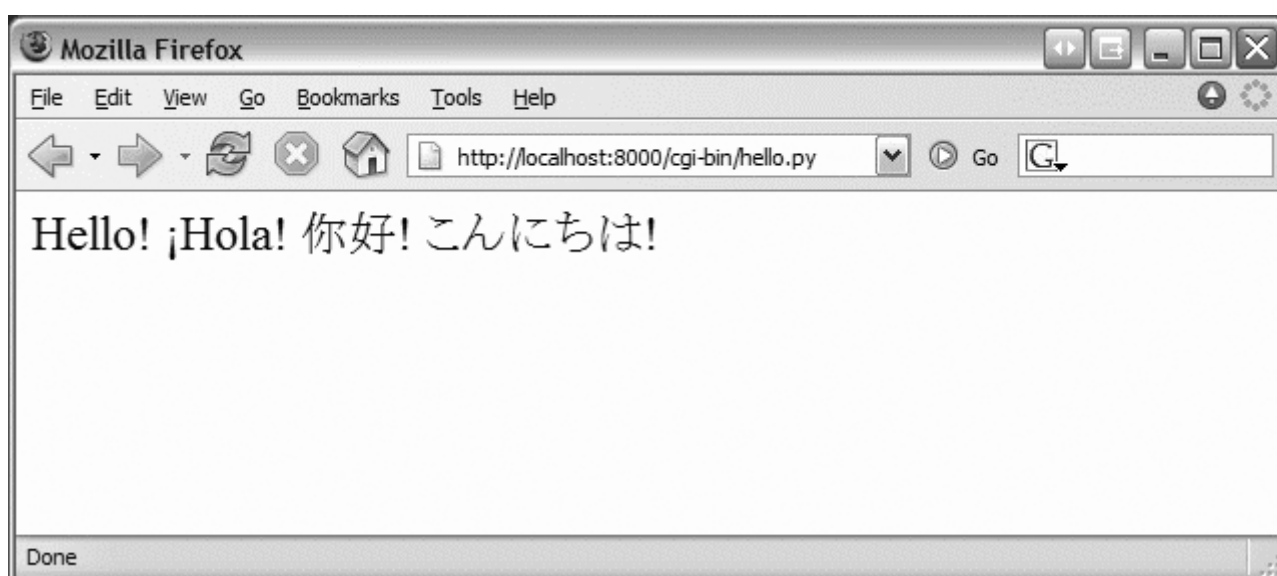 Mozilla Firefox
File Edit View Go Bookmarks Tools Help
http://localhost:8000/cgi-bin/hello.py Go G
Hello! ¡Hola! 你好! こんにちは!
Done